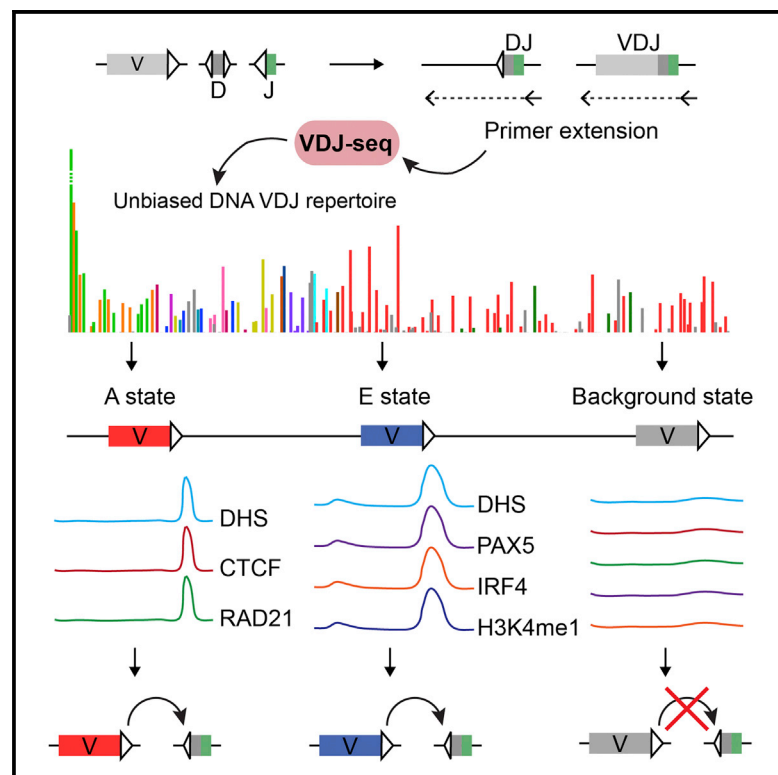 V
D
J
DJ
VDJ
Primer extension
VDJ-seq
Unbiased DNA VDJ repertoire
A state
E state
Background state
V
V
V
DHS
CTCF
RAD21
DHS
PAX5
IRF4
H3K4me1
V
V
V